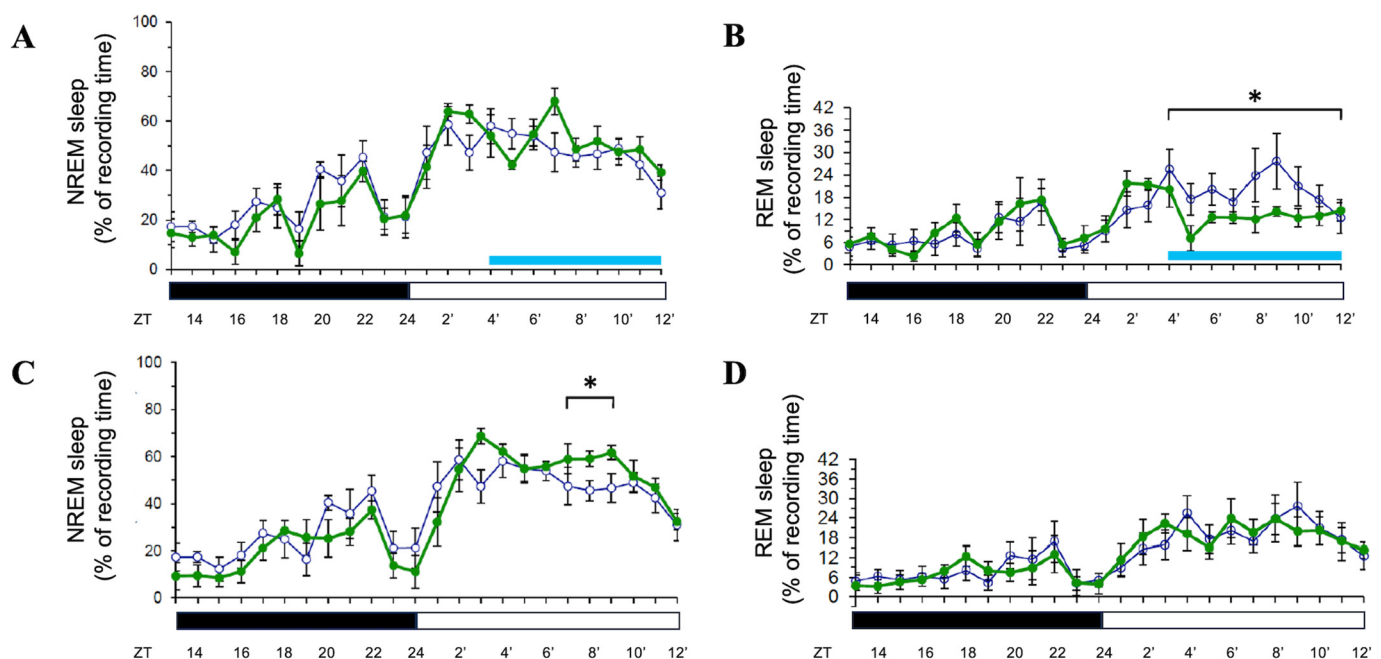 A
NREM sleep
(% of recording time)
100
80
60
40
20
0
ZT 14 16 18 20 22 24 2' 4' 6' 8' 10' 12'
B
REM sleep
(% of recording time)
*
42
36
30
24
18
12
6
0
ZT 14 16 18 20 22 24 2' 4' 6' 8' 10' 12'
C
NREM sleep
(% of recording time)
*
100
80
60
40
20
0
ZT 14 16 18 20 22 24 2' 4' 6' 8' 10' 12'
D
REM sleep
(% of recording time)
42
36
30
24
18
12
6
0
ZT 14 16 18 20 22 24 2' 4' 6' 8' 10' 12'